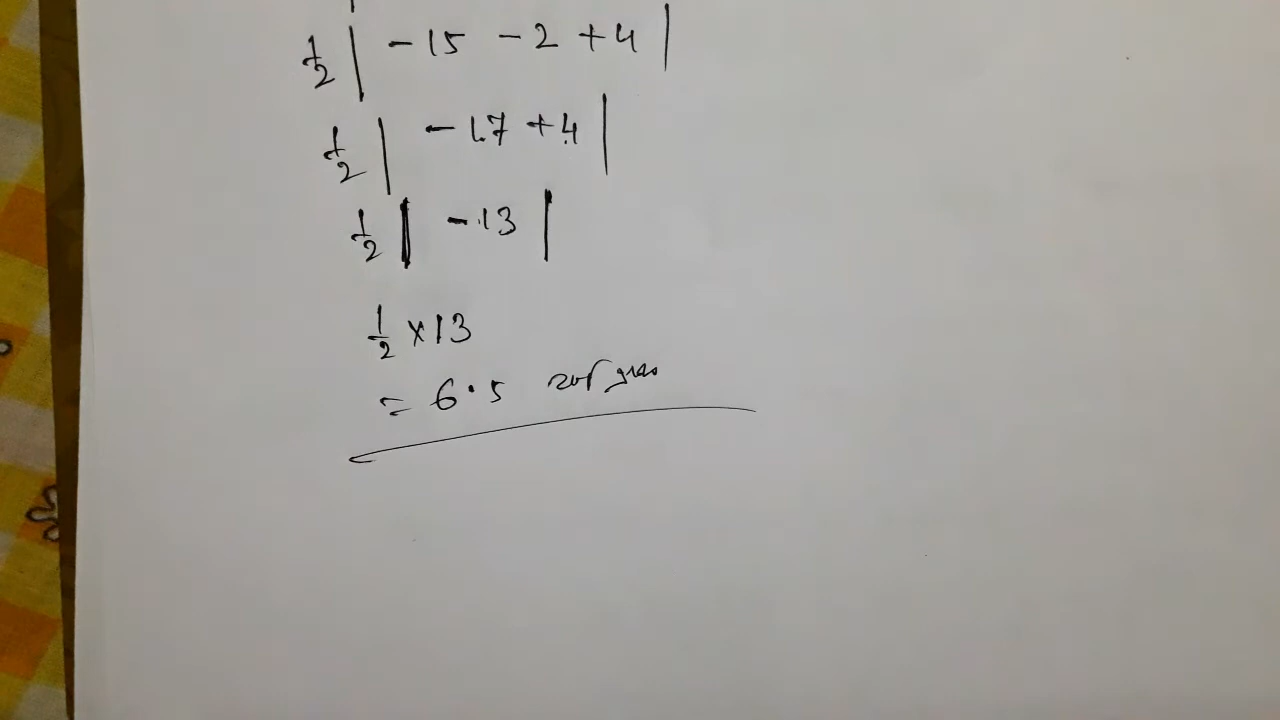 1/2 | -15 -2 +4 |
1/2 | -17 +4 |
1/2 | -13 |
1/2 ×13
= 6.5